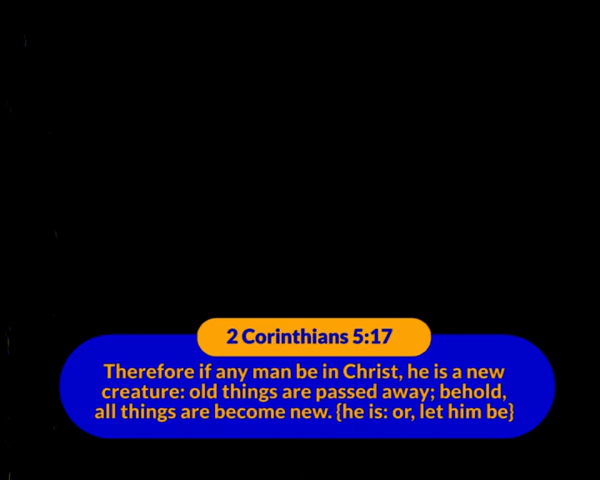 2 Corinthians 5:17
Therefore if any man be in Christ, he is a new
creature: old things are passed away; behold,
all things are become new. {he is: or, let him be}